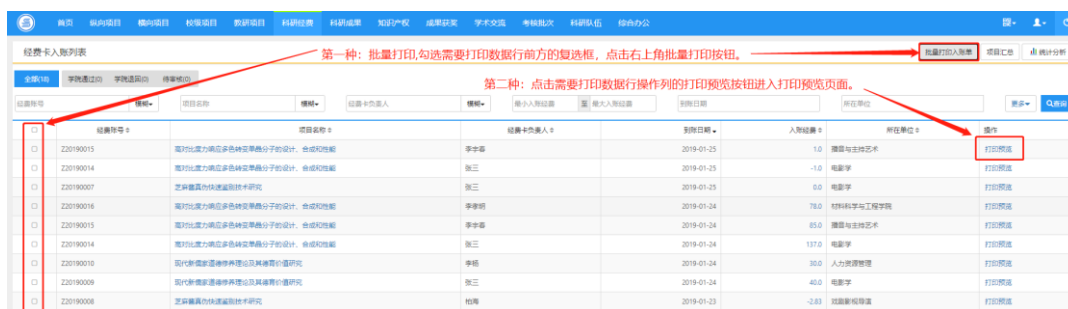 首页 纵向项目 横向项目 校级项目 教研项目 科研经费 科研成果 知识产权 成果获奖 学术交流 考核批次 科研队伍 综合办公
经费卡入账列表 第一种：批量打印,勾选需要打印数据行前方的复选框，点击右上角批量打印按钮。 批量打印入账单 项目汇总 统计分析
全部(10) 学院通过(0) 学院退回(0) 待审核(0) 第二种：点击需要打印数据行操作列的打印预览按钮进入打印预览页面。
经费账号 模糊 项目名称 模糊 经费卡负责人 模糊 最小入账经费 至 最大入账经费 到账日期 所在单位 更多 查询
经费账号 项目名称 经费卡负责人 到账日期 入账经费 所在单位 操作
Z20190015 高对比度力响应多色转变单晶分子的设计、合成和性能 李宇春 2019-01-25 1.0 播音与主持艺术 打印预览
Z20190014 高对比度力响应多色转变单晶分子的设计、合成和性能 张三 2019-01-25 -1.0 电影学 打印预览
Z20190007 芝麻酱真伪快速鉴别技术研究 张三 2019-01-25 0.0 电影学 打印预览
Z20190016 高对比度力响应多色转变单晶分子的设计、合成和性能 李孝明 2019-01-24 78.0 材料科学与工程学院 打印预览
Z20190015 高对比度力响应多色转变单晶分子的设计、合成和性能 李宇春 2019-01-24 85.0 播音与主持艺术 打印预览
Z20190014 高对比度力响应多色转变单晶分子的设计、合成和性能 张三 2019-01-24 137.0 电影学 打印预览
Z20190010 现代新儒家道德修养理论及其德育价值研究 李杨 2019-01-24 30.0 人力资源管理 打印预览
Z20190009 现代新儒家道德修养理论及其德育价值研究 张三 2019-01-24 40.0 电影学 打印预览
Z20190008 芝麻酱真伪快速鉴别技术研究 柏海 2019-01-23 -2.83 戏剧影视导演 打印预览